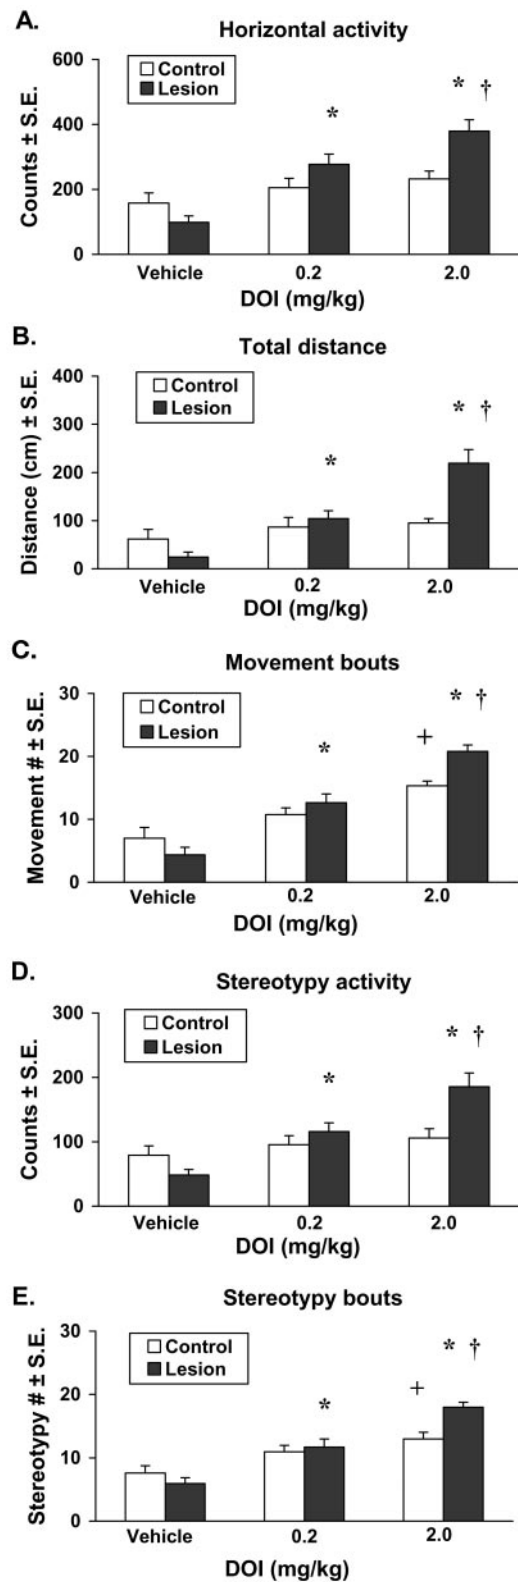 A.
Horizontal activity
Counts ± S.E.
600
400
200
0
Control
Lesion
*
* †
Vehicle
0.2
2.0
DOI (mg/kg)
B.
Total distance
Distance (cm) ± S.E.
400
300
200
100
0
Control
Lesion
*
* †
Vehicle
0.2
2.0
DOI (mg/kg)
C.
Movement bouts
Movement # ± S.E.
30
20
10
0
Control
Lesion
*
+
* †
Vehicle
0.2
2.0
DOI (mg/kg)
D.
Stereotypy activity
Counts ± S.E.
300
200
100
0
Control
Lesion
*
* †
Vehicle
0.2
2.0
DOI (mg/kg)
E.
Stereotypy bouts
Stereotypy # ± S.E.
30
20
10
0
Control
Lesion
*
+
* †
Vehicle
0.2
2.0
DOI (mg/kg)